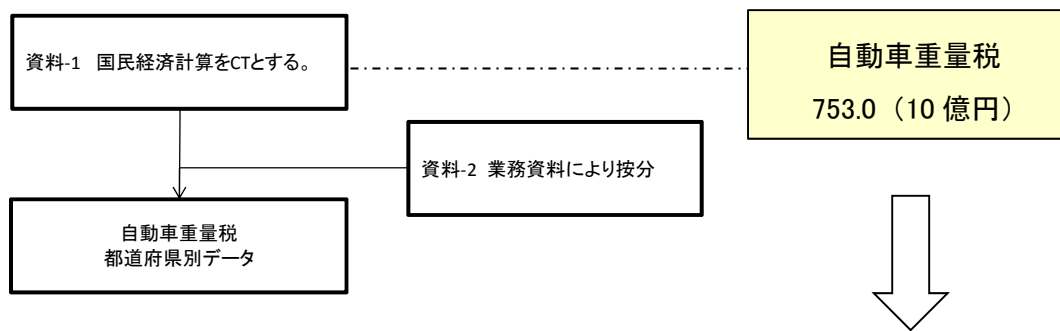 資料-1 国民経済計算をCTとする。
自動車重量税
753.0（10 億円）
資料-2 業務資料により按分
自動車重量税
都道府県別データ